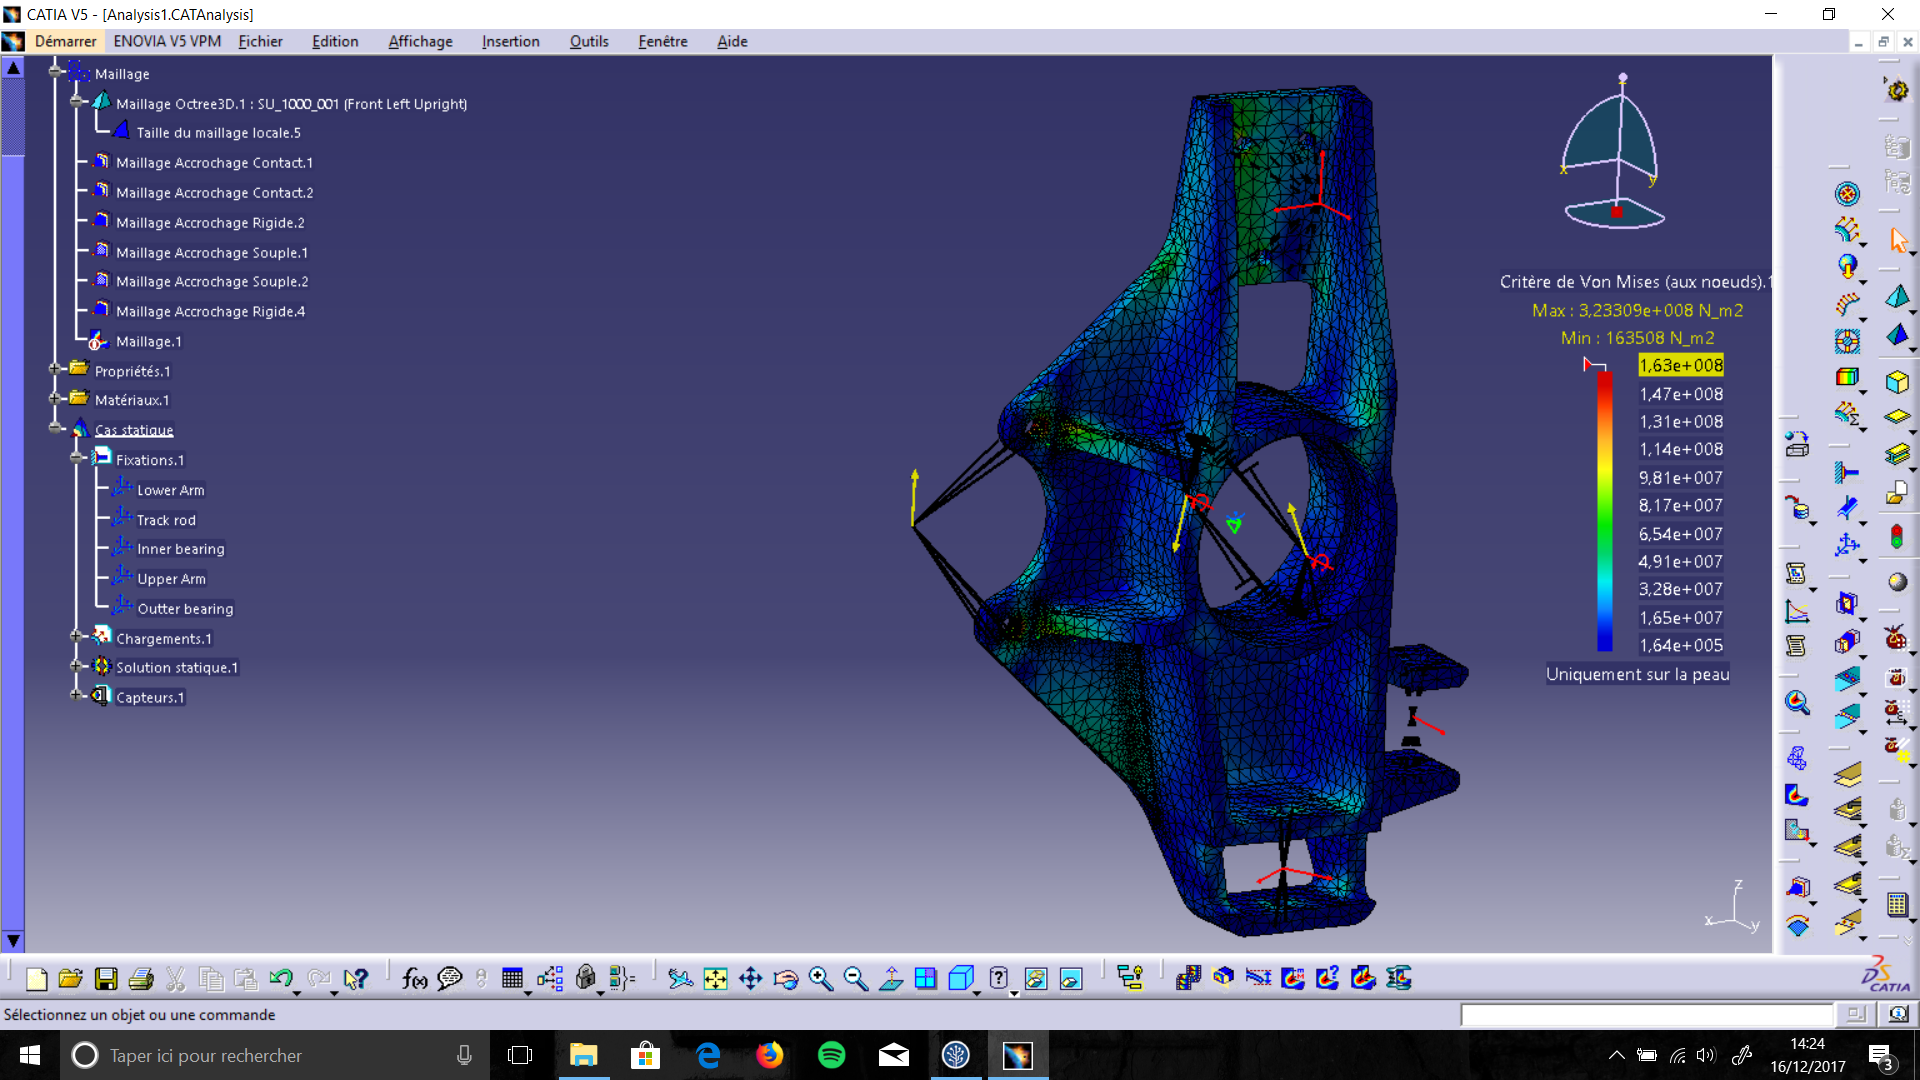 CATIA V5 - [Analysis1.CATAnalysis]
Démarrer ENOVIA V5 VPM Fichier Edition Affichage Insertion Outils Fenêtre Aide
Maillage
Maillage Octree3D.1 : SU_1000_001 (Front Left Upright)
Taille du maillage locale.5
Maillage Accrochage Contact.1
Maillage Accrochage Contact.2
Maillage Accrochage Rigide.2
Maillage Accrochage Souple.1
Maillage Accrochage Souple.2
Maillage Accrochage Rigide.4
Maillage.1
Propriétés.1
Matériaux.1
Cas statique
Fixations.1
Lower Arm
Track rod
Inner bearing
Upper Arm
Outter bearing
Chargements.1
Solution statique.1
Capteurs.1
x
y
Critère de Von Mises (aux noeuds).1
Max : 3,23309e+008 N_m2
Min : 163508 N_m2
1,63e+008
1,47e+008
1,31e+008
1,14e+008
9,81e+007
8,17e+007
6,54e+007
4,91e+007
3,28e+007
1,65e+007
1,64e+005
Uniquement sur la peau
z
x
y
f(x)
CATIA
Sélectionnez un objet ou une commande
Taper ici pour rechercher
14:24
16/12/2017
3